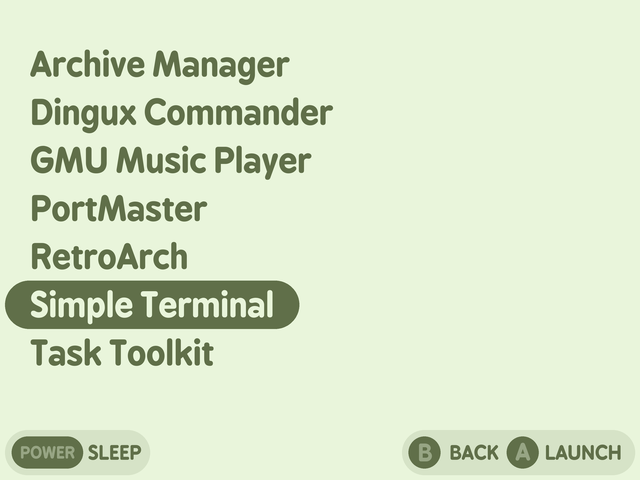 Archive Manager
Dingux Commander
GMU Music Player
PortMaster
RetroArch
Simple Terminal
Task Toolkit
POWER SLEEP B BACK A LAUNCH